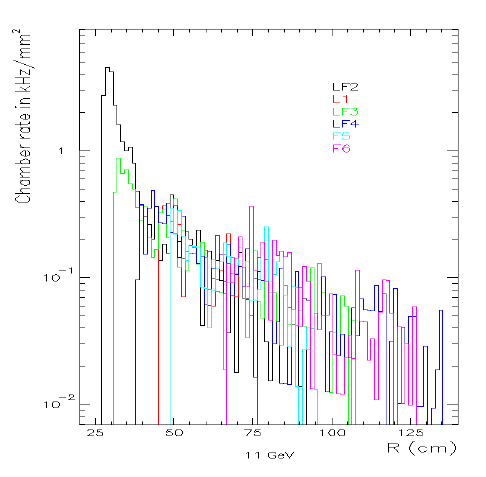 Chamber rate in kHz/mm²
LF2
L1
LF3
LF4
F5
F6
1
10⁻¹
10⁻²
25 50 75 100 125
R (cm)
11 GeV